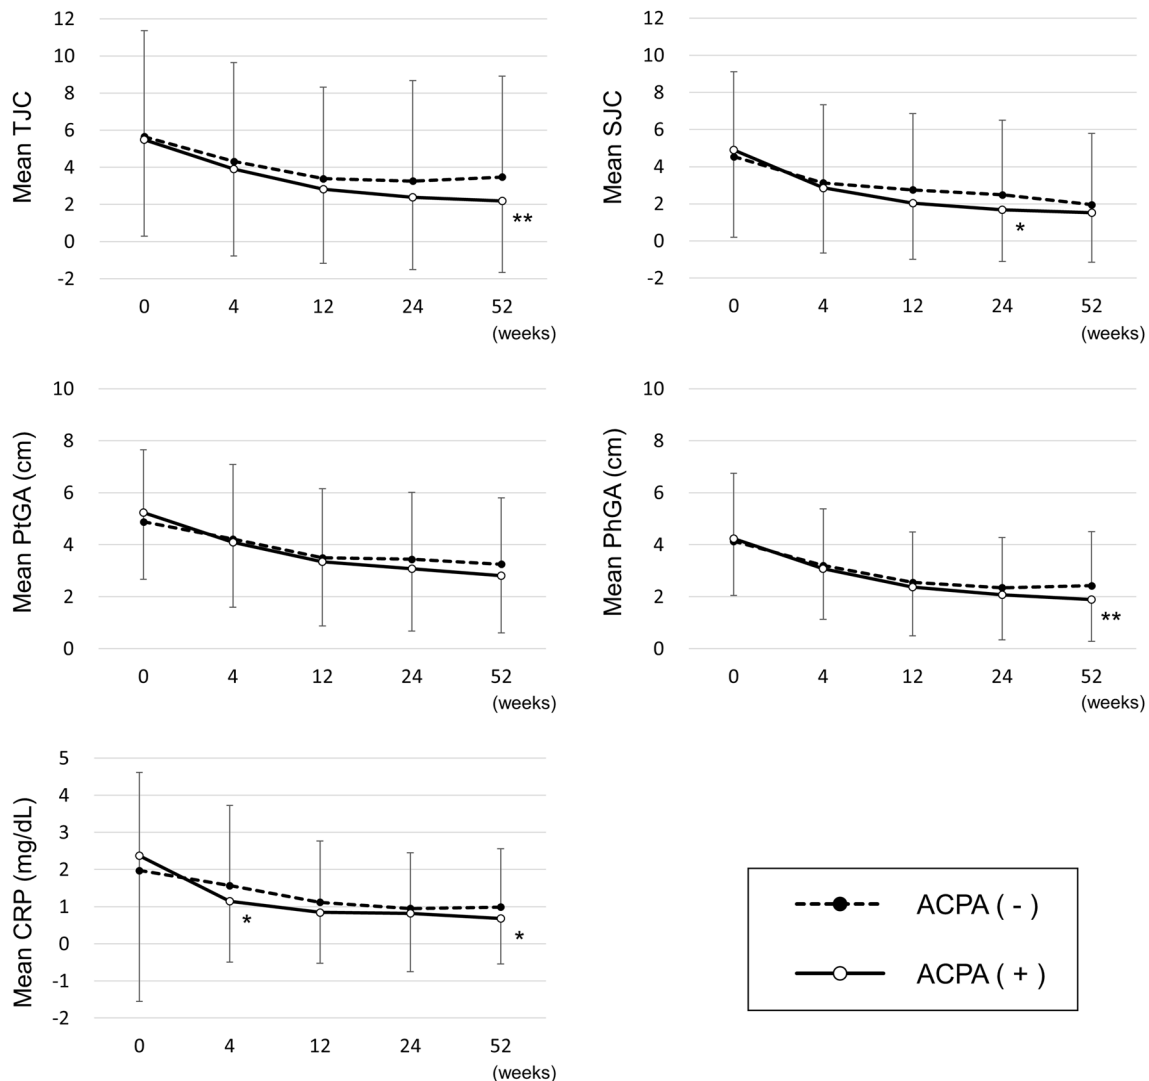 Mean TJC
12
10
8
6
4
2
0
-2
**
0 4 12 24 52
(weeks)
Mean SJC
12
10
8
6
4
2
0
-2
*
0 4 12 24 52
(weeks)
Mean PtGA (cm)
10
8
6
4
2
0
0 4 12 24 52
(weeks)
Mean PhGA (cm)
10
8
6
4
2
0
**
0 4 12 24 52
(weeks)
Mean CRP (mg/dL)
5
4
3
2
1
0
-1
-2
* *
0 4 12 24 52
(weeks)
ACPA ( - )
ACPA ( + )